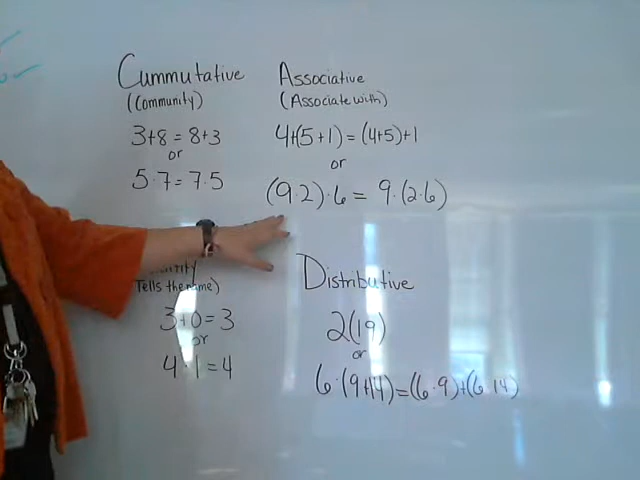 Cummutative
(Community)
3+8=8+3
or
5·7=7·5
Associative
(Associate with)
4+(5+1)=(4+5)+1
or
(9·2)·6=9·(2·6)
Tells the name)
3+0=3
or
4·1=4
Distributive
2(19)
or
6·(9+14)=(6·9)+(6·14)